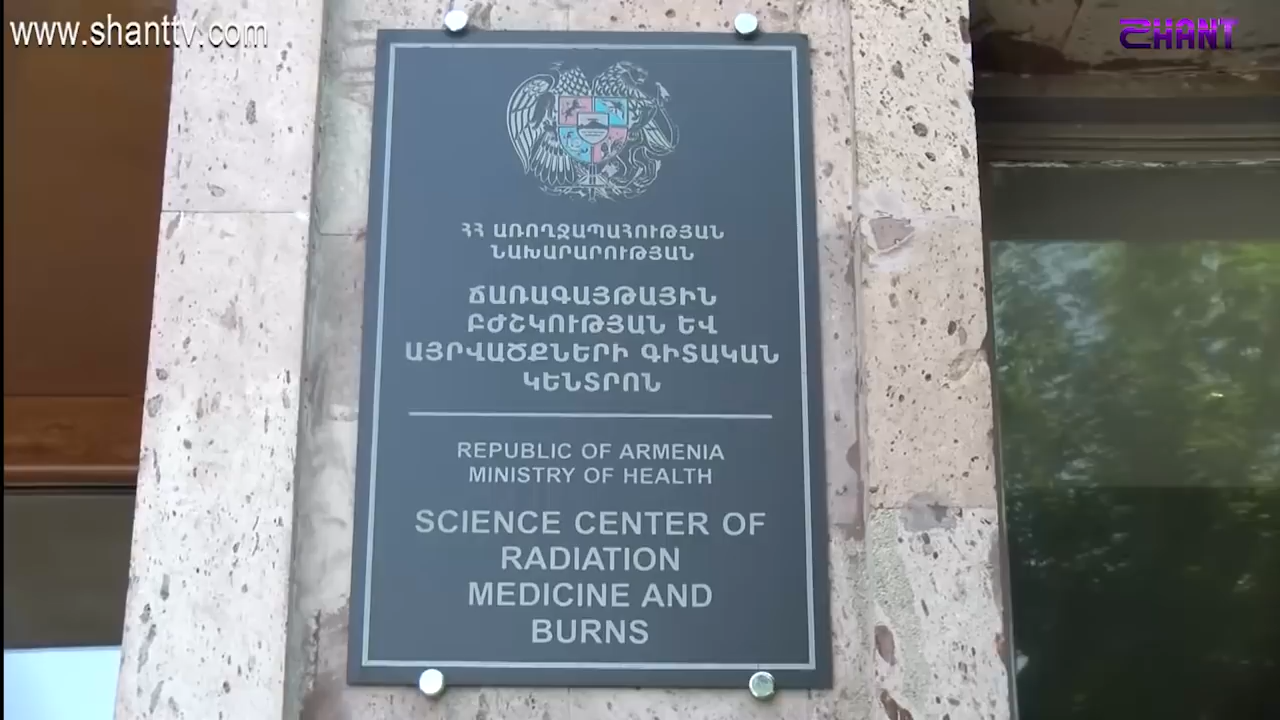 www.shanttv.com
SHANT
ՀՀ ԱՌՈՂՋԱՊԱՀՈՒԹՅԱՆ
ՆԱԽԱՐԱՐՈՒԹՅԱՆ
ՃԱՌԱԳԱՅԹԱՅԻՆ
ԲԺՇԿՈՒԹՅԱՆ ԵՎ
ԱՅՐՎԱԾՔՆԵՐԻ ԳԻՏԱԿԱՆ
ԿԵՆՏՐՈՆ
REPUBLIC OF ARMENIA
MINISTRY OF HEALTH
SCIENCE CENTER OF
RADIATION
MEDICINE AND
BURNS